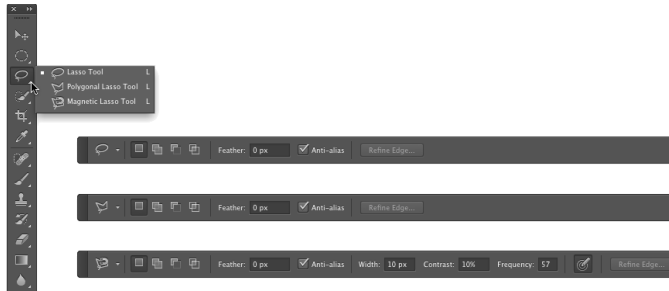 Lasso Tool L
Polygonal Lasso Tool L
Magnetic Lasso Tool L
Feather: 0 px Anti-alias Refine Edge...
Feather: 0 px Anti-alias Refine Edge...
Feather: 0 px Anti-alias Width: 10 px Contrast: 10% Frequency: 57 Refine Edge...